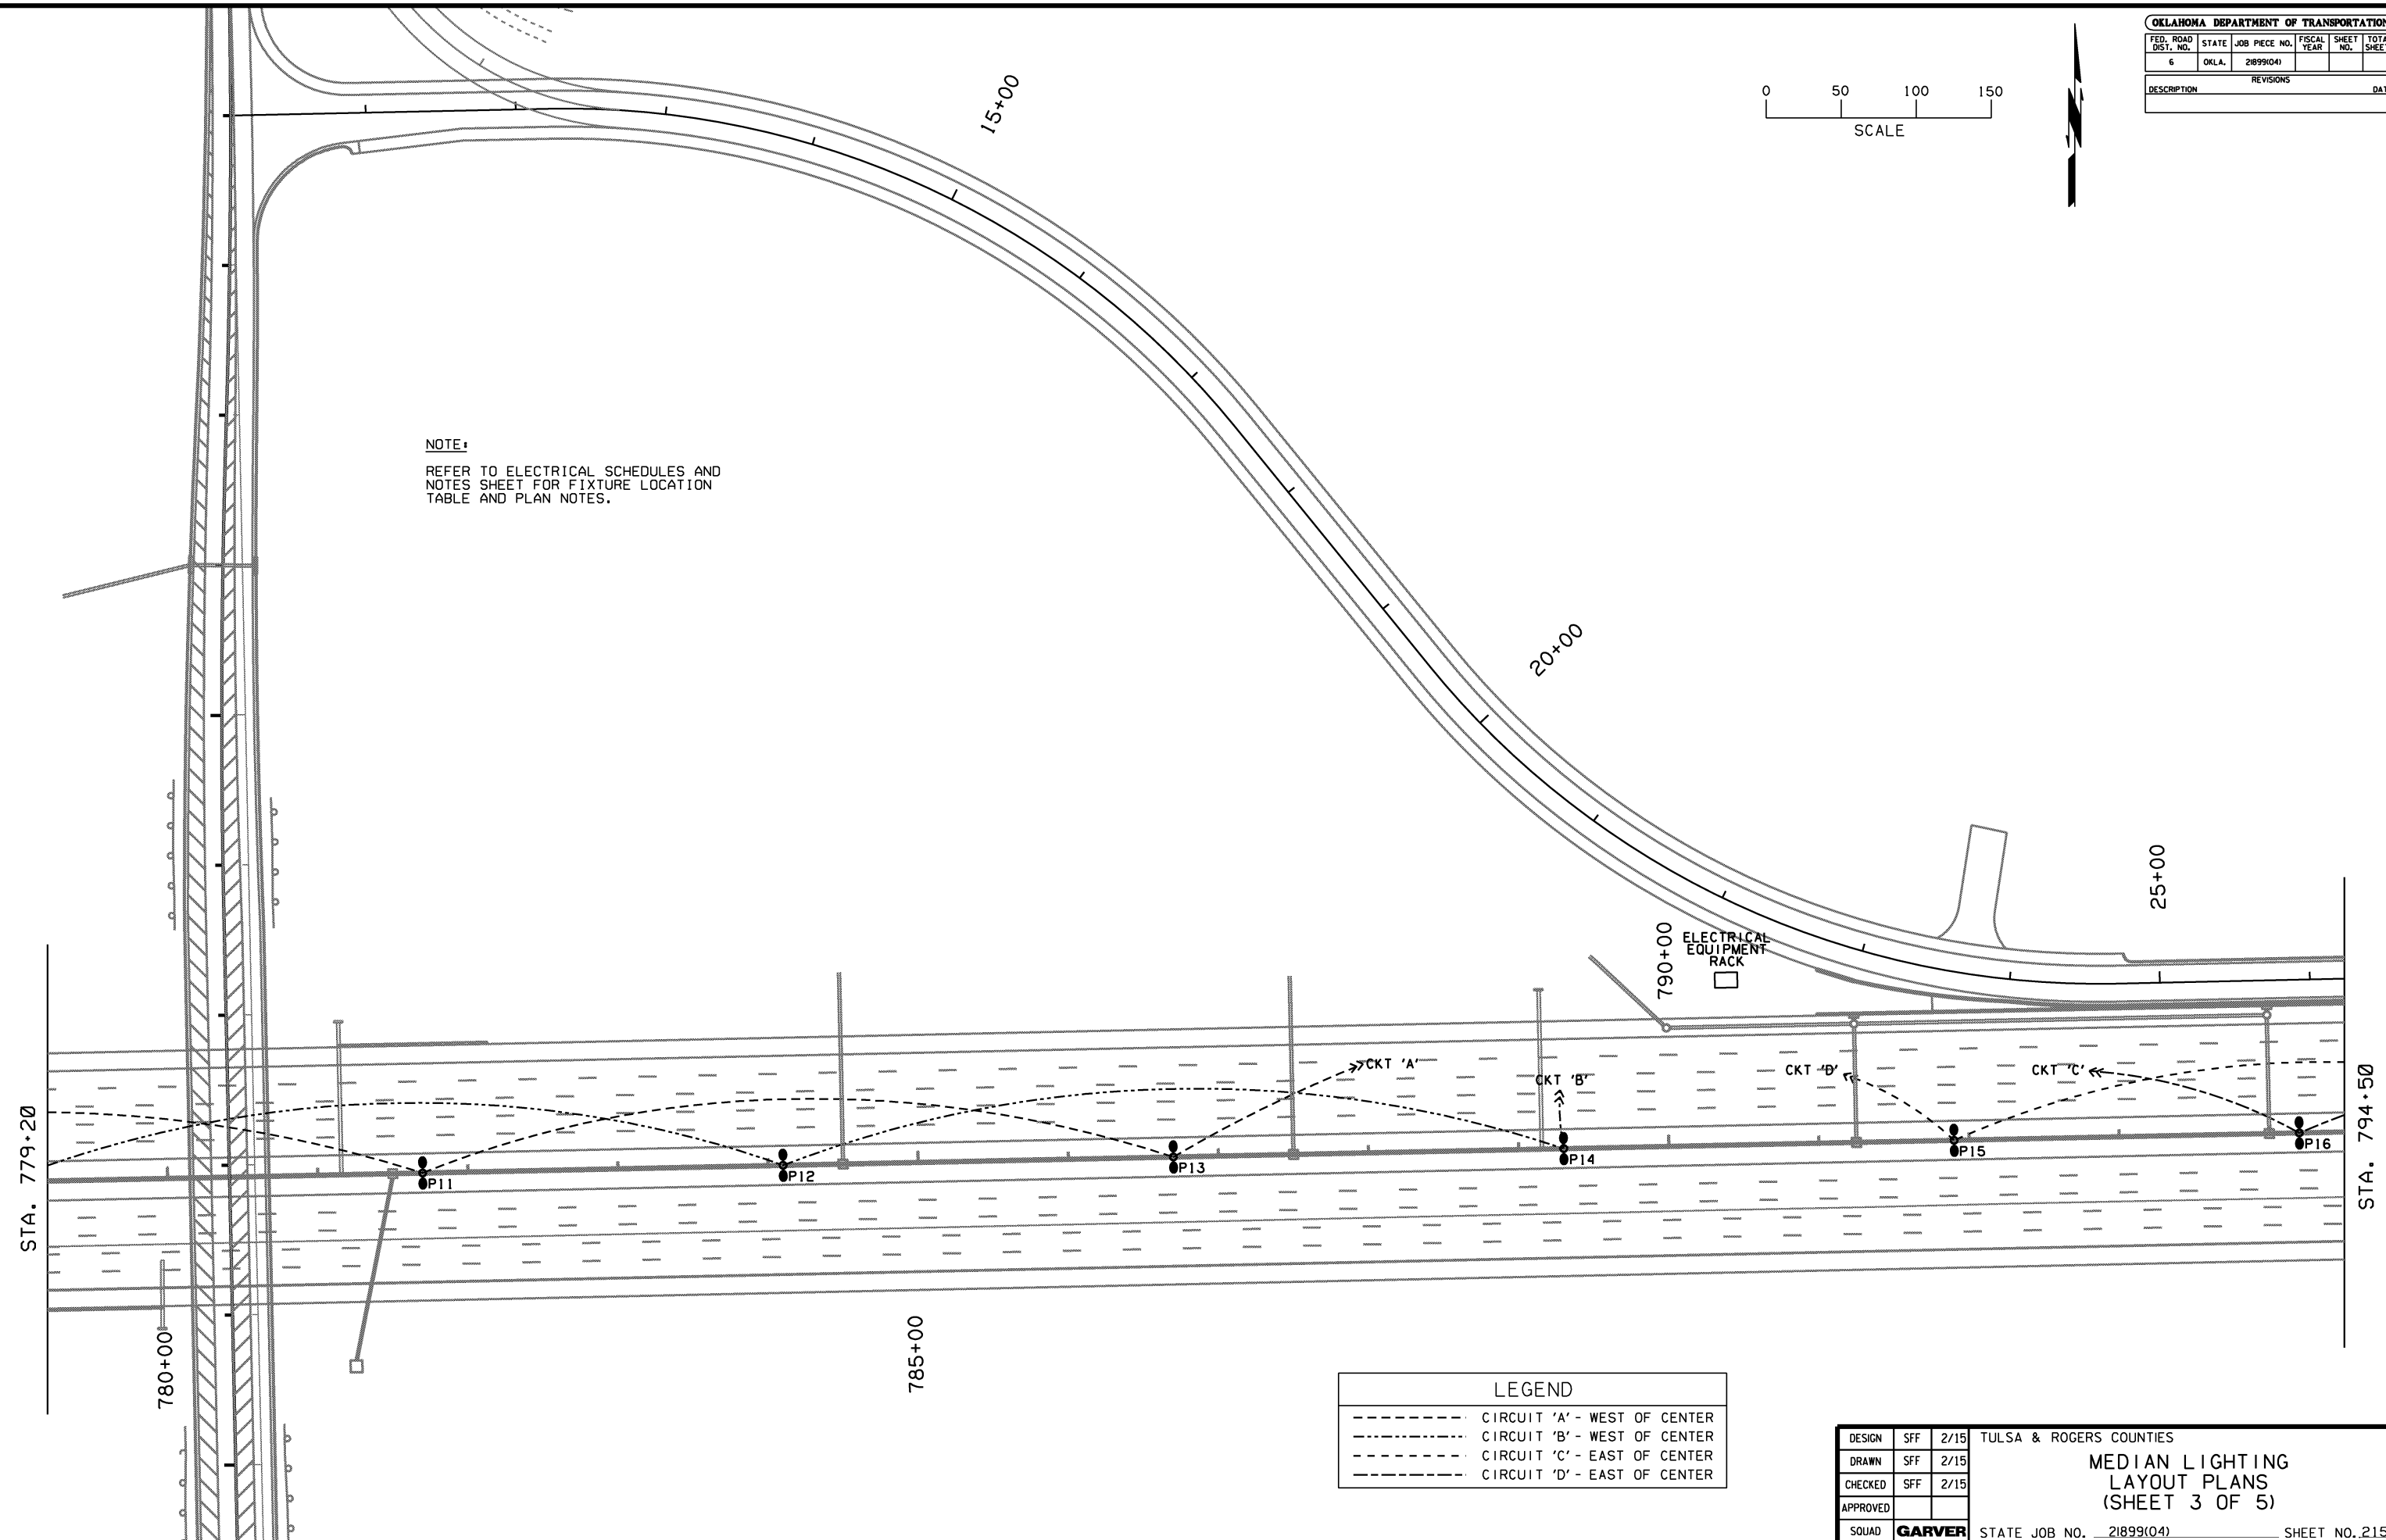 OKLAHOMA DEPARTMENT OF TRANSPORTATION
FED. ROAD DIST. NO. STATE JOB PIECE NO. FISCAL YEAR SHEET NO.
6 OKLA. 21899(04)
REVISIONS
DESCRIPTION
0 50 100 150
SCALE
15+00
NOTE:
REFER TO ELECTRICAL SCHEDULES AND
NOTES SHEET FOR FIXTURE LOCATION
TABLE AND PLAN NOTES.
20+00
25+00
790+00
ELECTRICAL
EQUIPMENT
RACK
CKT 'A'
CKT 'B'
CKT 'D'
CKT 'C'
STA. 779+20
STA. 794+50
P11
P12
P13
P14
P15
P16
780+00
785+00
LEGEND
CIRCUIT 'A' - WEST OF CENTER
CIRCUIT 'B' - WEST OF CENTER
CIRCUIT 'C' - EAST OF CENTER
CIRCUIT 'D' - EAST OF CENTER
DESIGN SFF 2/15
DRAWN SFF 2/15
CHECKED SFF 2/15
APPROVED
SQUAD GARVER
TULSA & ROGERS COUNTIES
MEDIAN LIGHTING
LAYOUT PLANS
(SHEET 3 OF 5)
STATE JOB NO. 21899(04) SHEET NO. 215